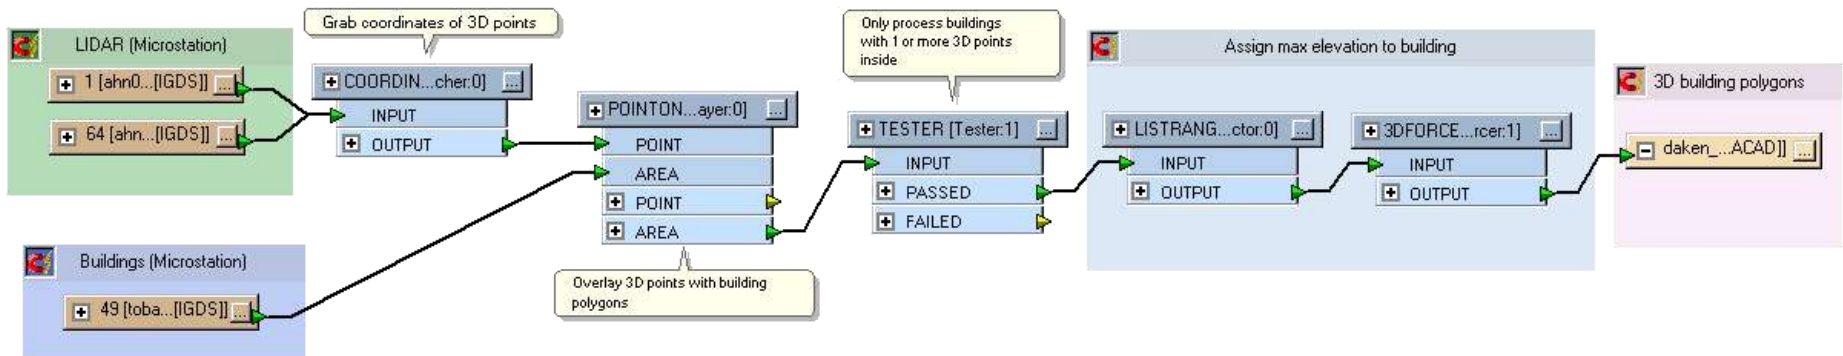 Grab coordinates of 3D points
LIDAR (Microstation)
1 [ahn0...[IGDS]] ...
64 [ahn...[IGDS]] ...
COORDIN...cher:0] ...
INPUT
OUTPUT
Buildings (Microstation)
49 [toba...[IGDS]] ...
POINTON...ayer:0] ...
POINT
AREA
POINT
AREA
Overlay 3D points with building
polygons
Only process buildings
with 1 or more 3D points
inside
TESTER [Tester:1] ...
INPUT
PASSED
FAILED
Assign max elevation to building
LISTRANG...ctor:0] ...
INPUT
OUTPUT
3DFORCE...rcer:1] ...
INPUT
OUTPUT
3D building polygons
daken_...ACAD]] ...